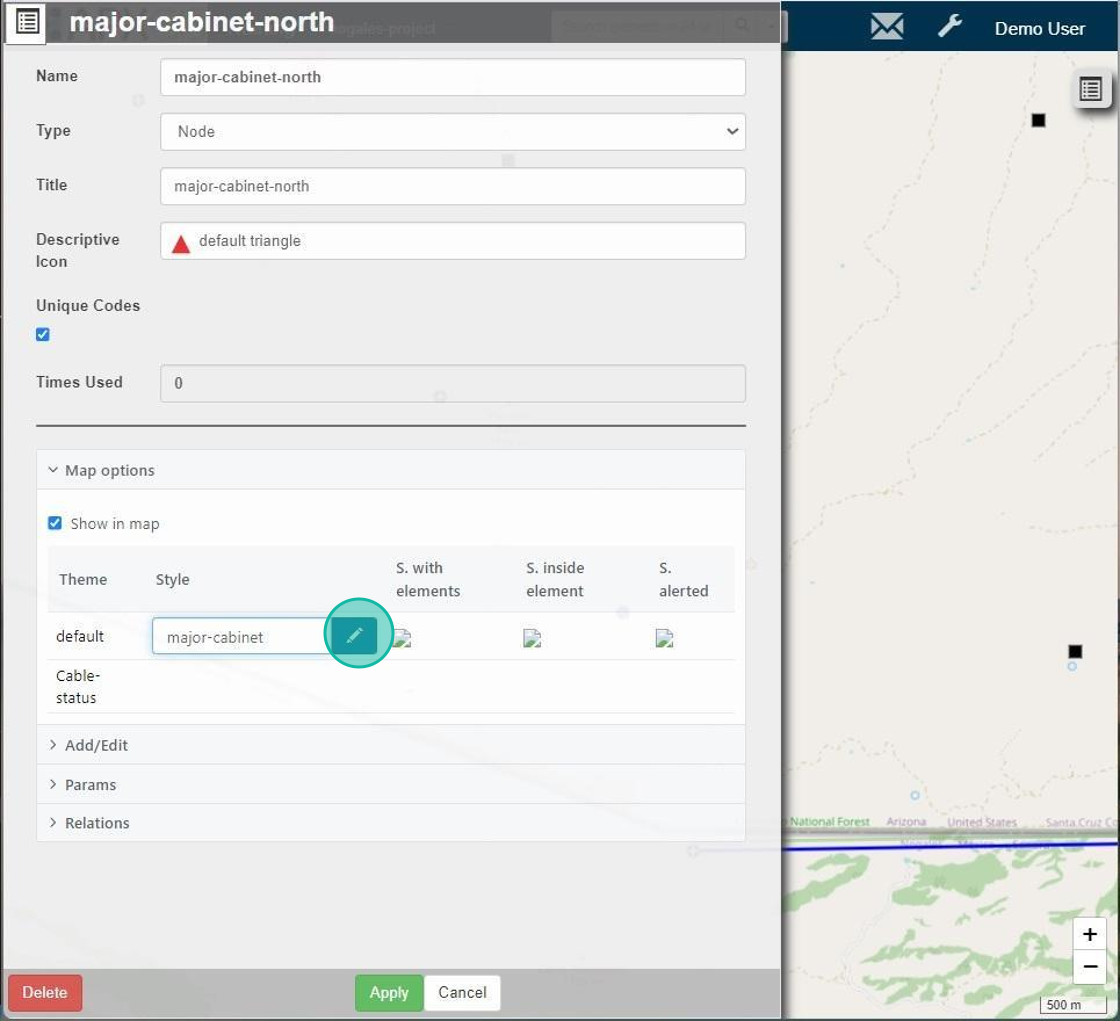 major-cabinet-north
nogales-project
Demo User
Name
major-cabinet-north
Type
Node
Title
major-cabinet-north
Descriptive
Icon
default triangle
Unique Codes
Times Used
0
Map options
Show in map
Theme
Style
S. with
elements
S. inside
element
S.
alerted
default
major-cabinet
Cable-
status
Add/Edit
Params
Relations
National Forest
Arizona
United States
Santa Cruz Co
+
−
500 m
Delete
Apply
Cancel